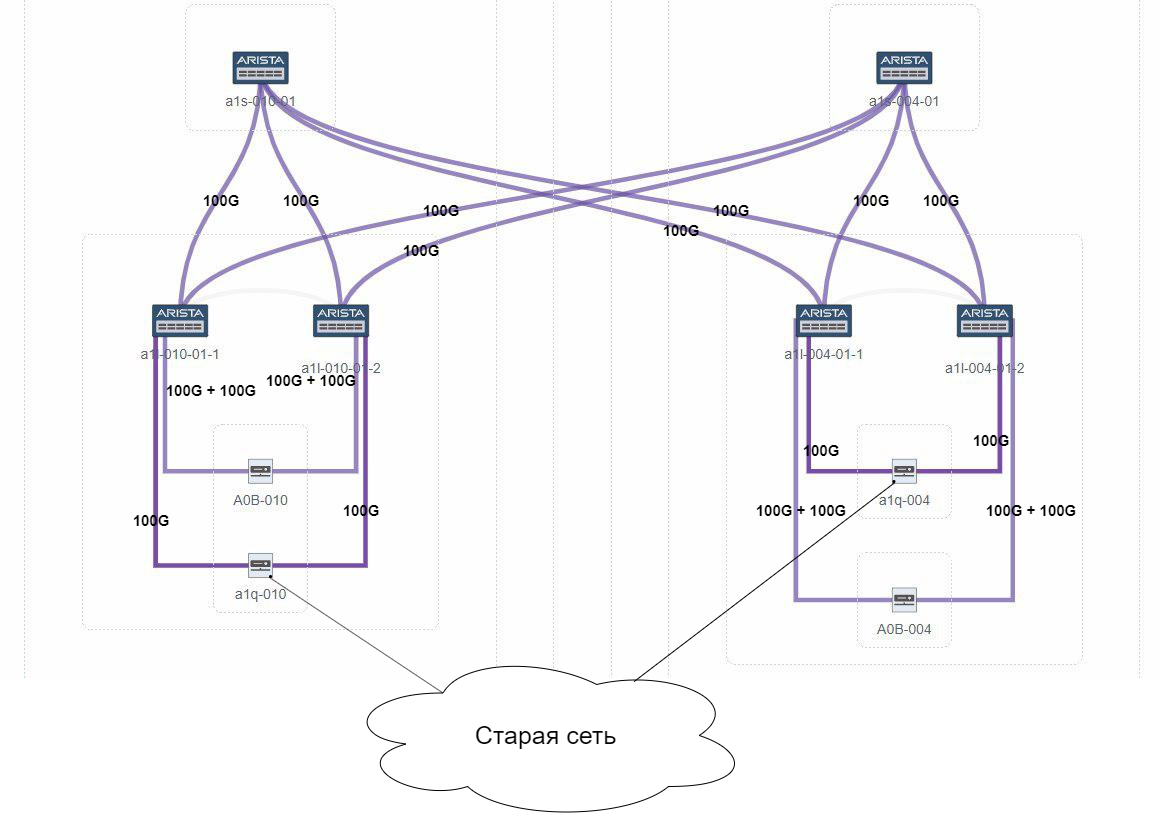 ARISTA
ARISTA
a1s-010-01
a1s-004-01
100G
100G
100G
100G
100G
100G
100G
100G
ARISTA
ARISTA
ARISTA
ARISTA
a1l-010-01-1
a1l-010-01-2
a1l-004-01-1
a1l-004-01-2
100G + 100G
100G + 100G
100G
100G
A0B-010
a1q-004
100G
100G
100G + 100G
100G + 100G
a1q-010
A0B-004
Старая сеть